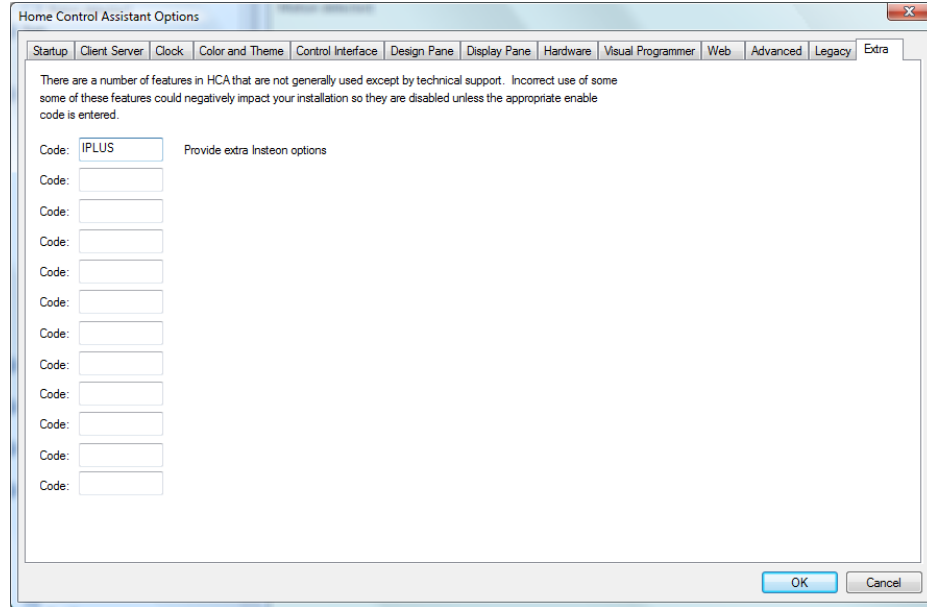 Home Control Assistant Options
Startup Client Server Clock Color and Theme Control Interface Design Pane Display Pane Hardware Visual Programmer Web Advanced Legacy Extra
There are a number of features in HCA that are not generally used except by technical support. Incorrect use of some
some of these features could negatively impact your installation so they are disabled unless the appropriate enable
code is entered.
Code: IPLUS Provide extra Insteon options
Code:
Code:
Code:
Code:
Code:
Code:
Code:
Code:
Code:
Code:
Code:
OK Cancel